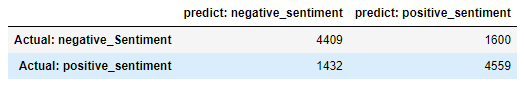 predict: negative_sentiment predict: positive_sentiment
Actual: negative_Sentiment 4409 1600
Actual: positive_sentiment 1432 4559